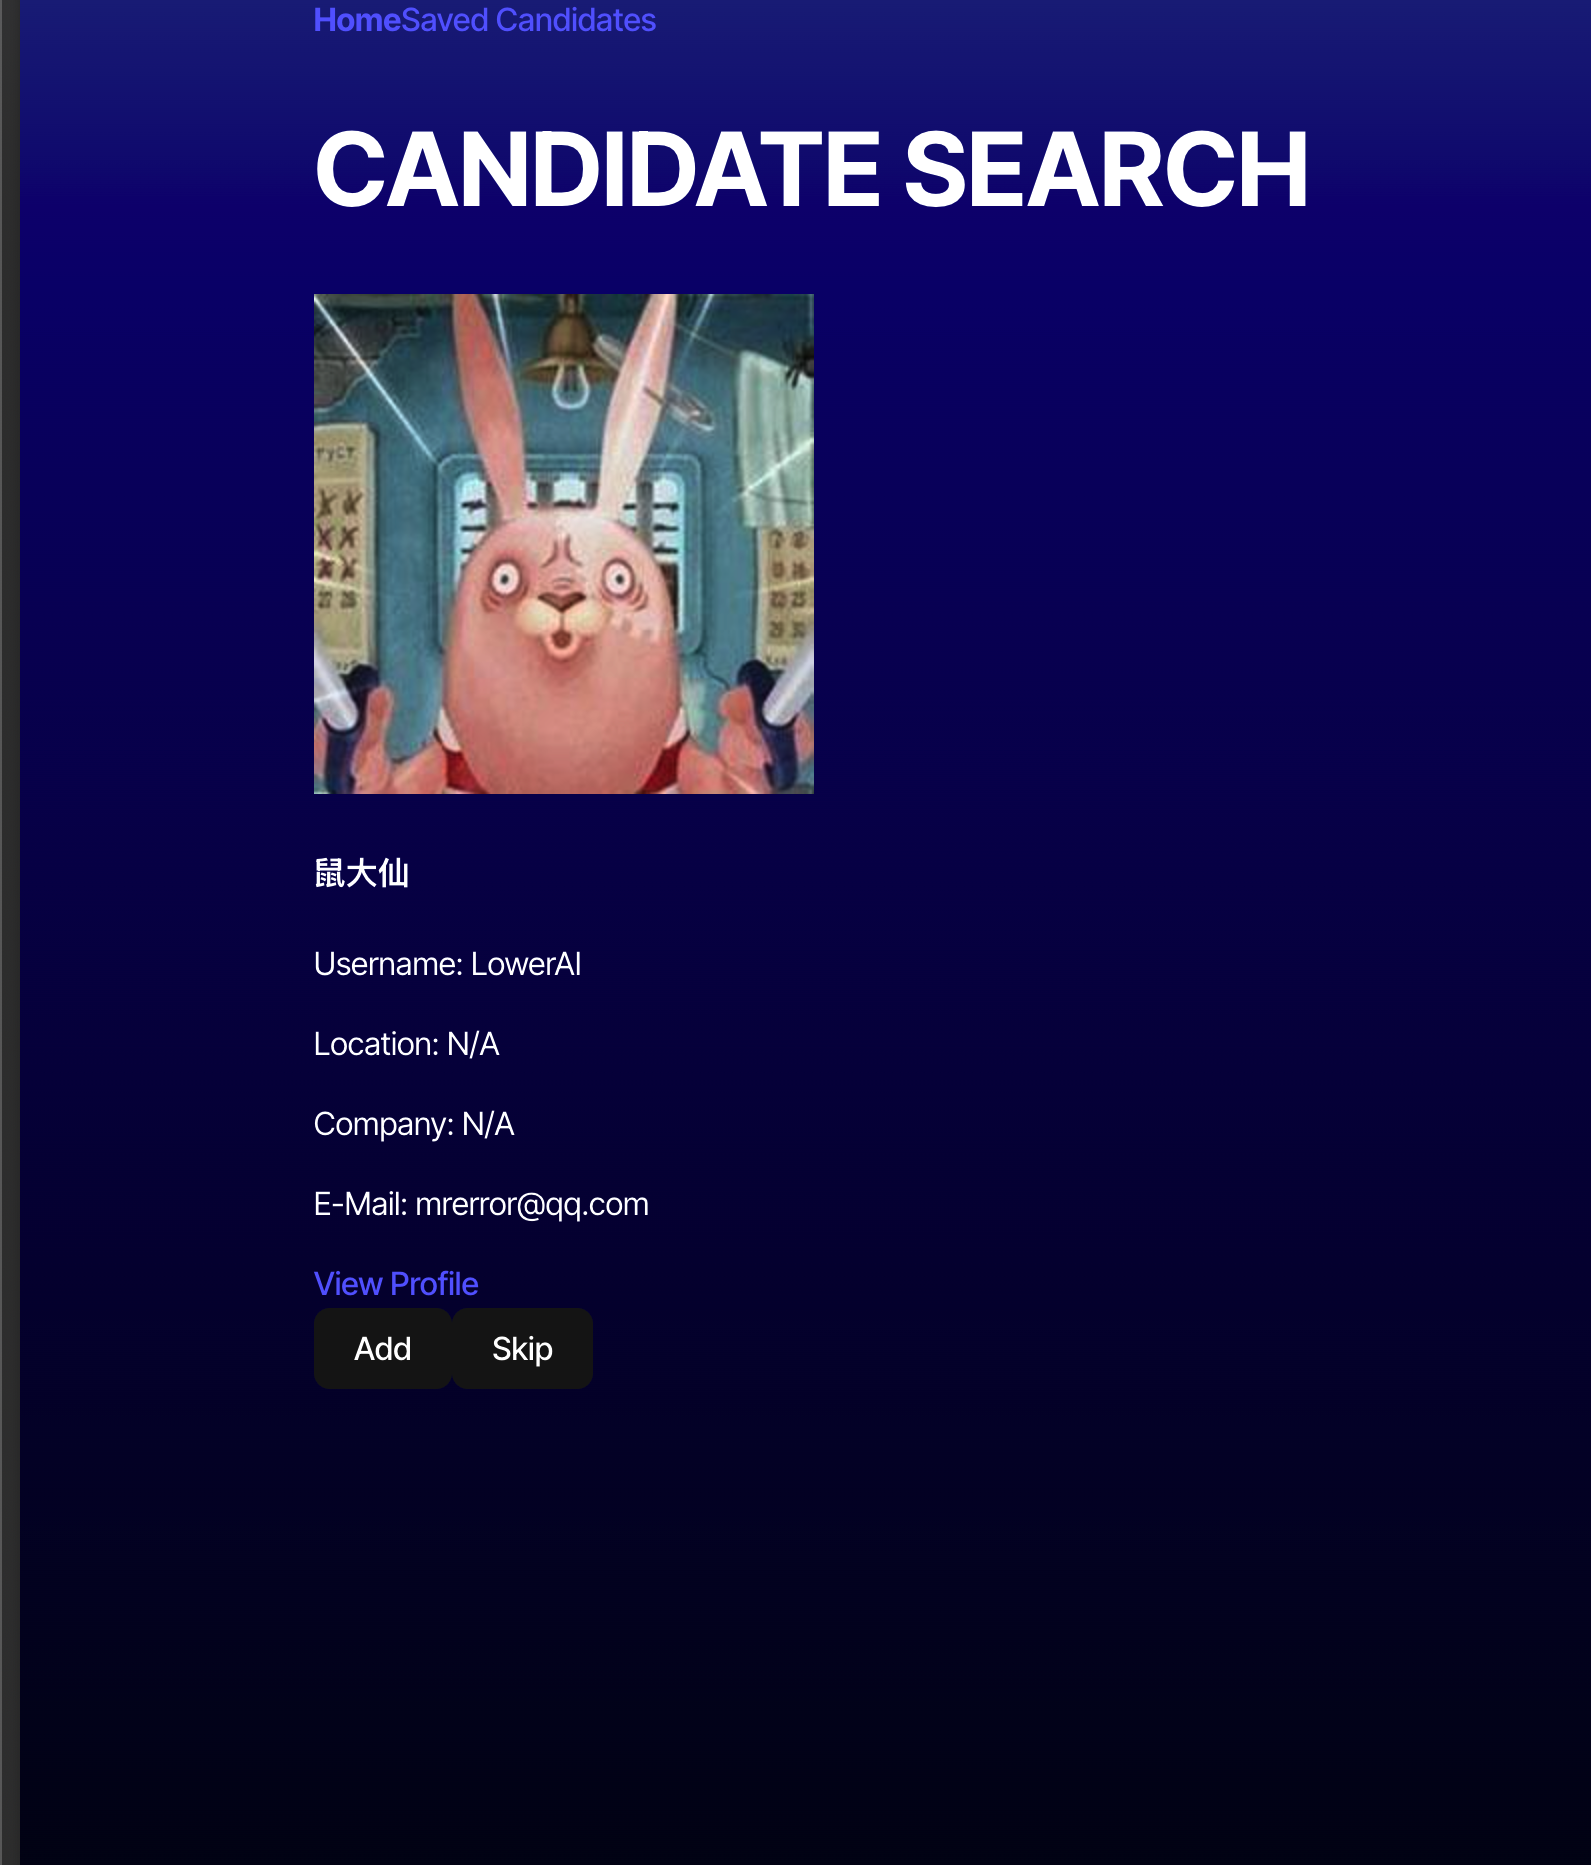 HomeSaved Candidates
CANDIDATE SEARCH
鼠大仙
Username: LowerAI
Location: N/A
Company: N/A
E-Mail: mrerror@qq.com
View Profile
Add Skip